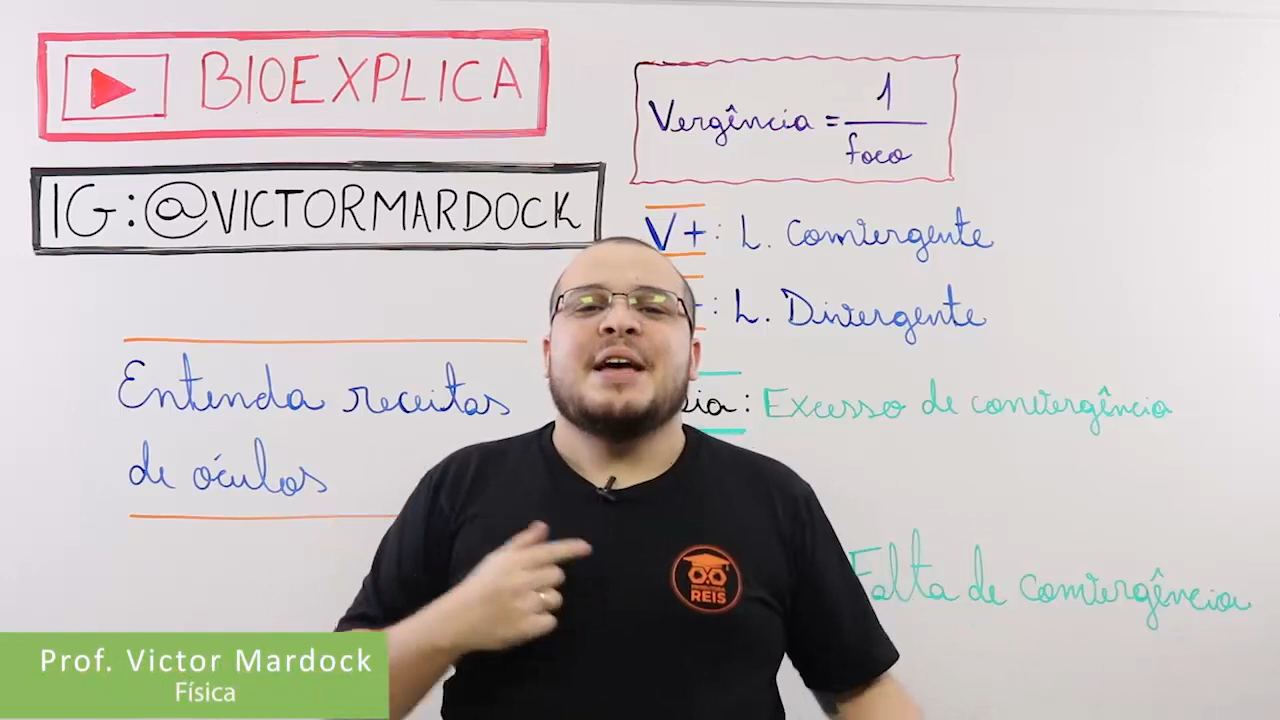 BIOEXPLICA
IG:@VICTORMARDOCK
Entenda receitas
de óculos
Vergência = 1
foco
V+: L. Convergente
: L. Divergente
: Excesso de convergência
Falta de convergência
REIS
Prof. Victor Mardock
Física